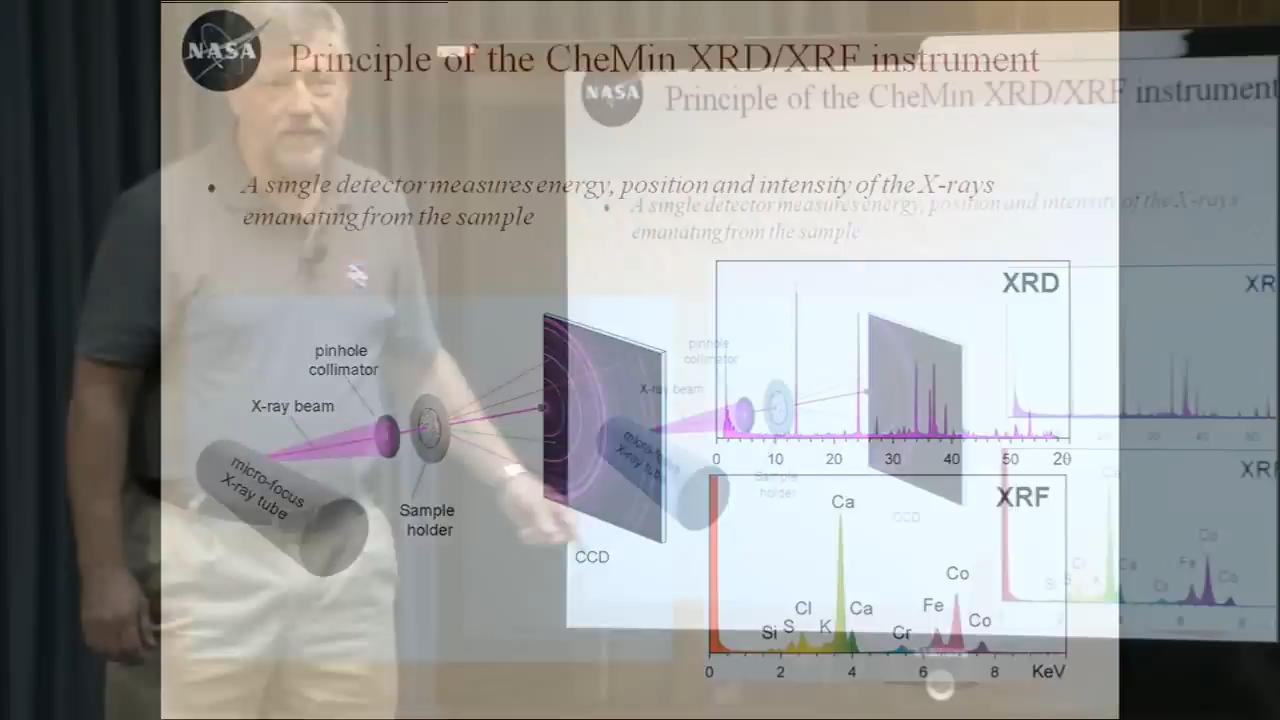 NASA
Principle of the CheMin XRD/XRF instrument
• A single detector measures energy, position and intensity of the X-rays
emanating from the sample
pinhole
collimator
X-ray beam
micro-focus
X-ray tube
Sample
holder
CCD
XRD
0 10 20 30 40 50 2θ
XRF
Ca
Co
Cl
Ca
Fe
Si
S
K
Cr
Co
0 2 4 6 8 KeV
NASA
Principle of the CheMin XRD/XRF instrument
• A single detector measures energy, position and intensity of the X-rays
emanating from the sample
pinhole
collimator
X-ray beam
micro-focus
X-ray tube
Sample
holder
CCD
XR
XR
Co
Fe
Co